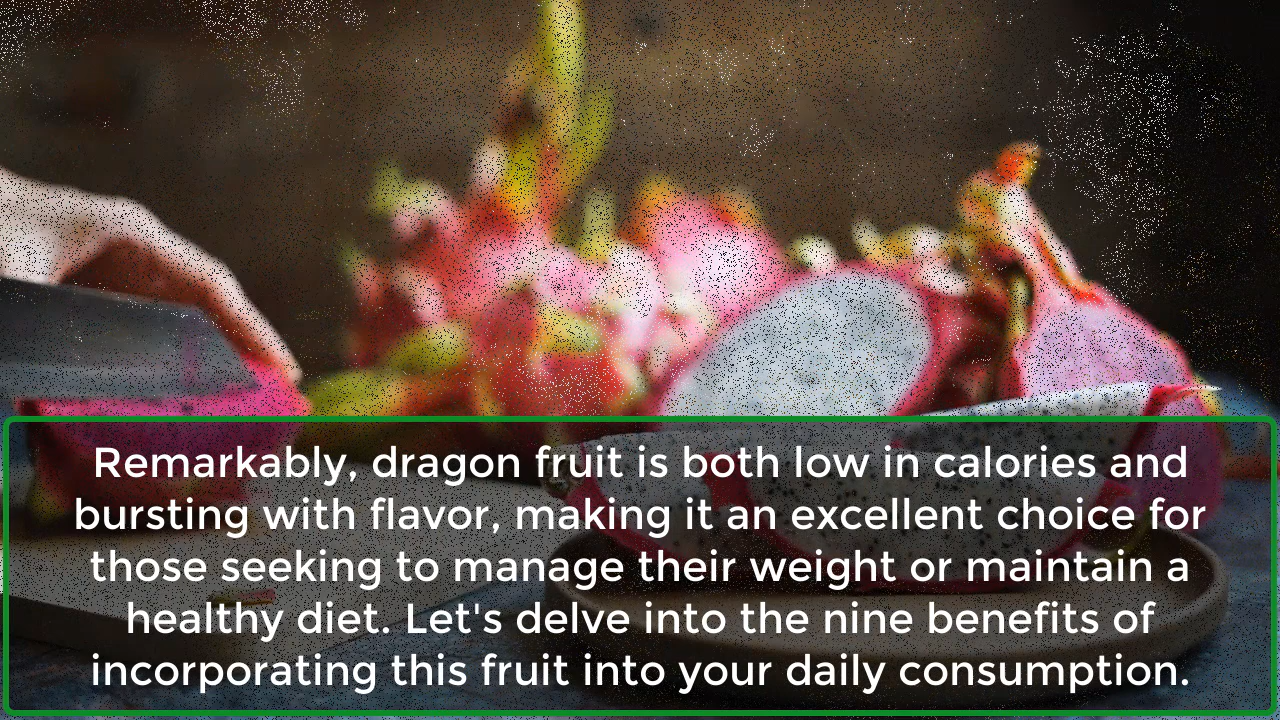 Remarkably, dragon fruit is both low in calories and
bursting with flavor, making it an excellent choice for
those seeking to manage their weight or maintain a
healthy diet. Let's delve into the nine benefits of
incorporating this fruit into your daily consumption.